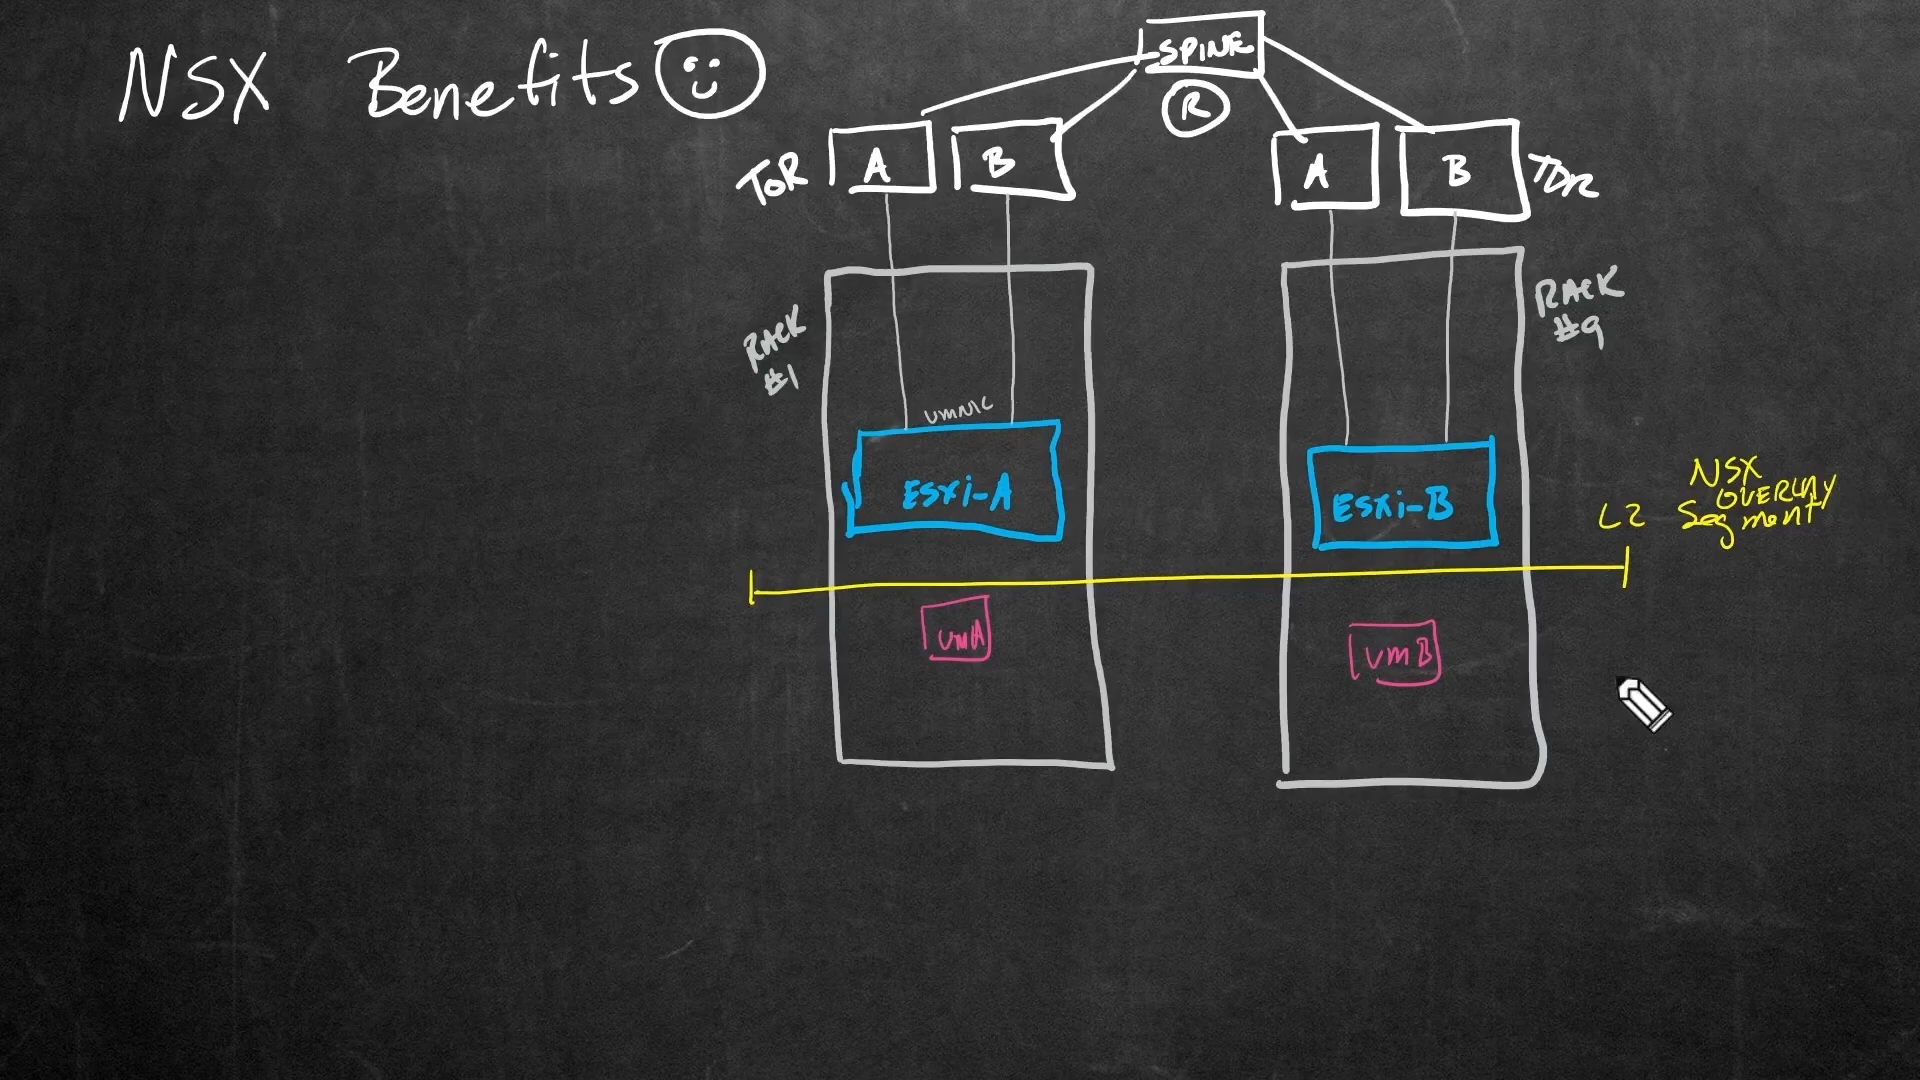 NSX Benefits
SPINE
R
TOR
A
B
A
B
TOR
RACK
#1
RACK
#9
VMNIC
ESXi-A
ESXi-B
NSX
OVERLAY
L2 Segment
VMA
VMB